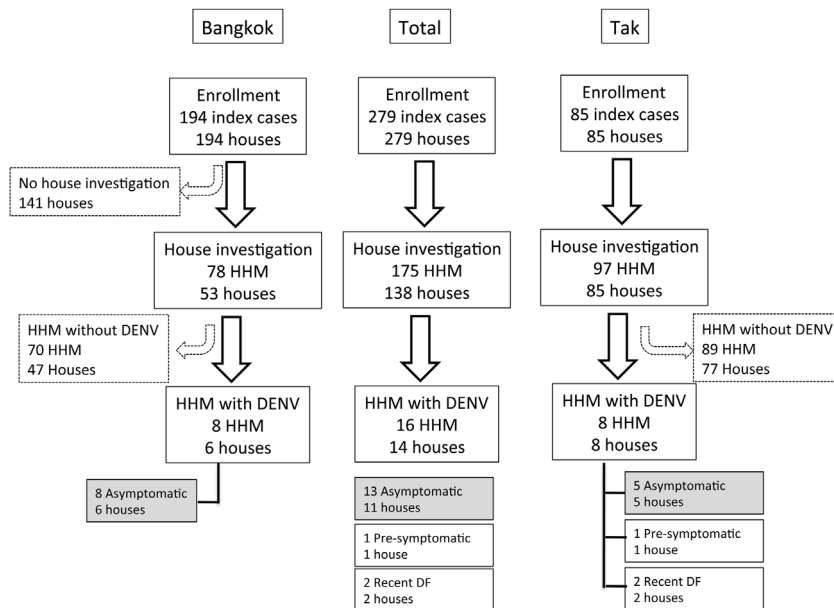 Bangkok
Total
Tak
Enrollment
194 index cases
194 houses
Enrollment
279 index cases
279 houses
Enrollment
85 index cases
85 houses
No house investigation
141 houses
House investigation
78 HHM
53 houses
House investigation
175 HHM
138 houses
House investigation
97 HHM
85 houses
HHM without DENV
70 HHM
47 Houses
HHM without DENV
89 HHM
77 Houses
HHM with DENV
8 HHM
6 houses
HHM with DENV
16 HHM
14 houses
HHM with DENV
8 HHM
8 houses
8 Asymptomatic
6 houses
13 Asymptomatic
11 houses
5 Asymptomatic
5 houses
1 Pre-symptomatic
1 house
1 Pre-symptomatic
1 house
2 Recent DF
2 houses
2 Recent DF
2 houses